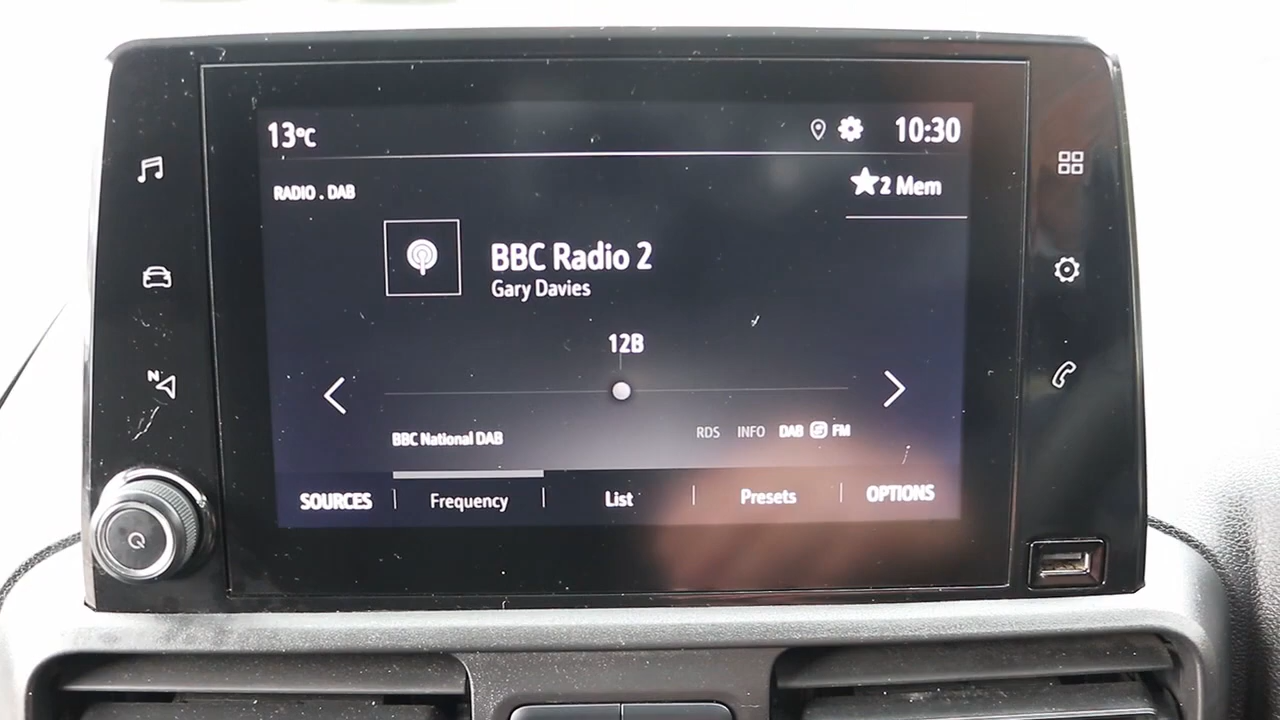 13°C
10:30
RADIO . DAB
2 Mem
BBC Radio 2
Gary Davies
12B
N
BBC National DAB
RDS INFO DAB FM
SOURCES Frequency List Presets OPTIONS